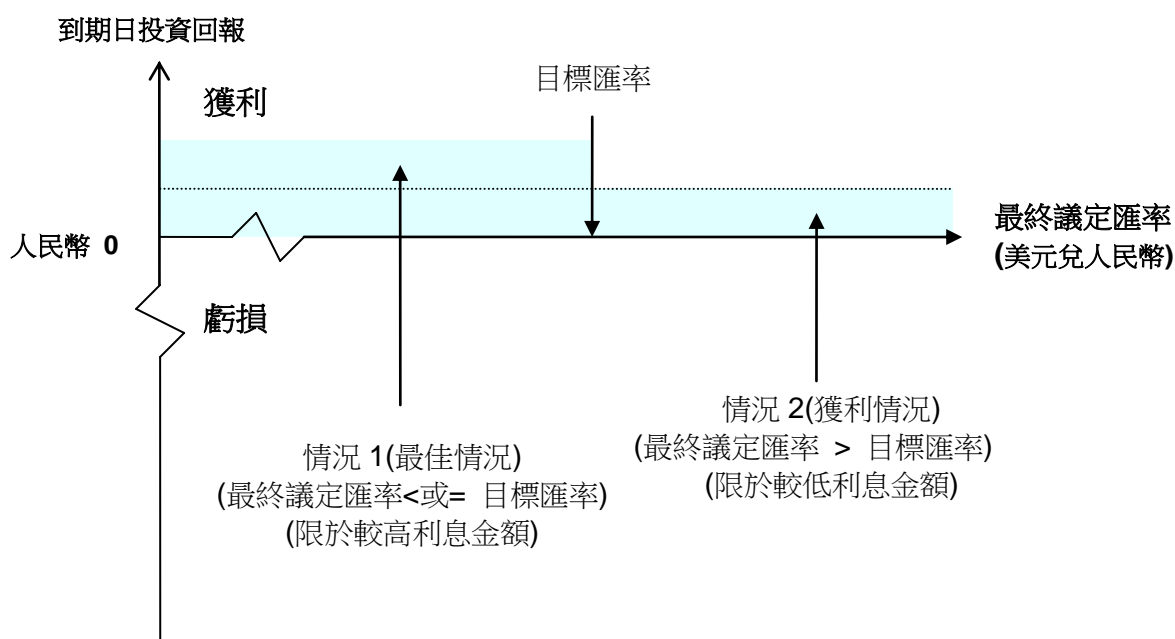 到期日投資回報
獲利
目標匯率
人民幣 0
最終議定匯率
(美元兌人民幣)
虧損
情況 1(最佳情況)
(最終議定匯率<或= 目標匯率)
(限於較高利息金額)
情況 2(獲利情況)
(最終議定匯率 > 目標匯率)
(限於較低利息金額)